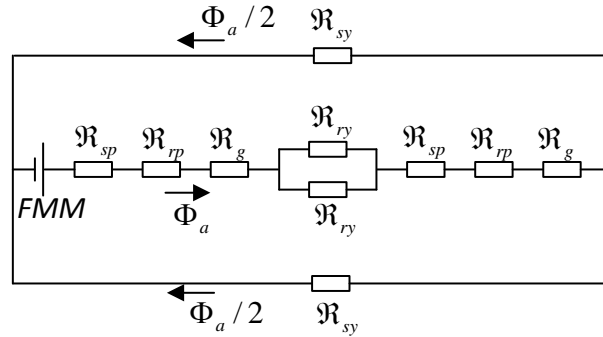 Φa / 2
ℜsy
ℜsp ℜrp ℜg ℜry ℜsp ℜrp ℜg
FMM Φa ℜry
Φa / 2
ℜsy